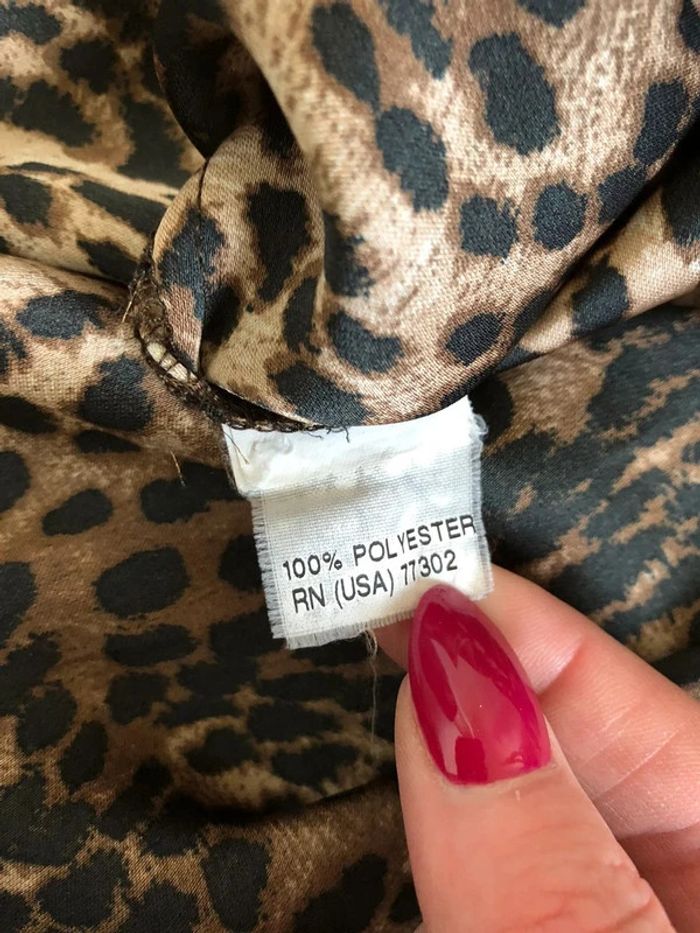 100% POLYESTER
RN (USA) 77302